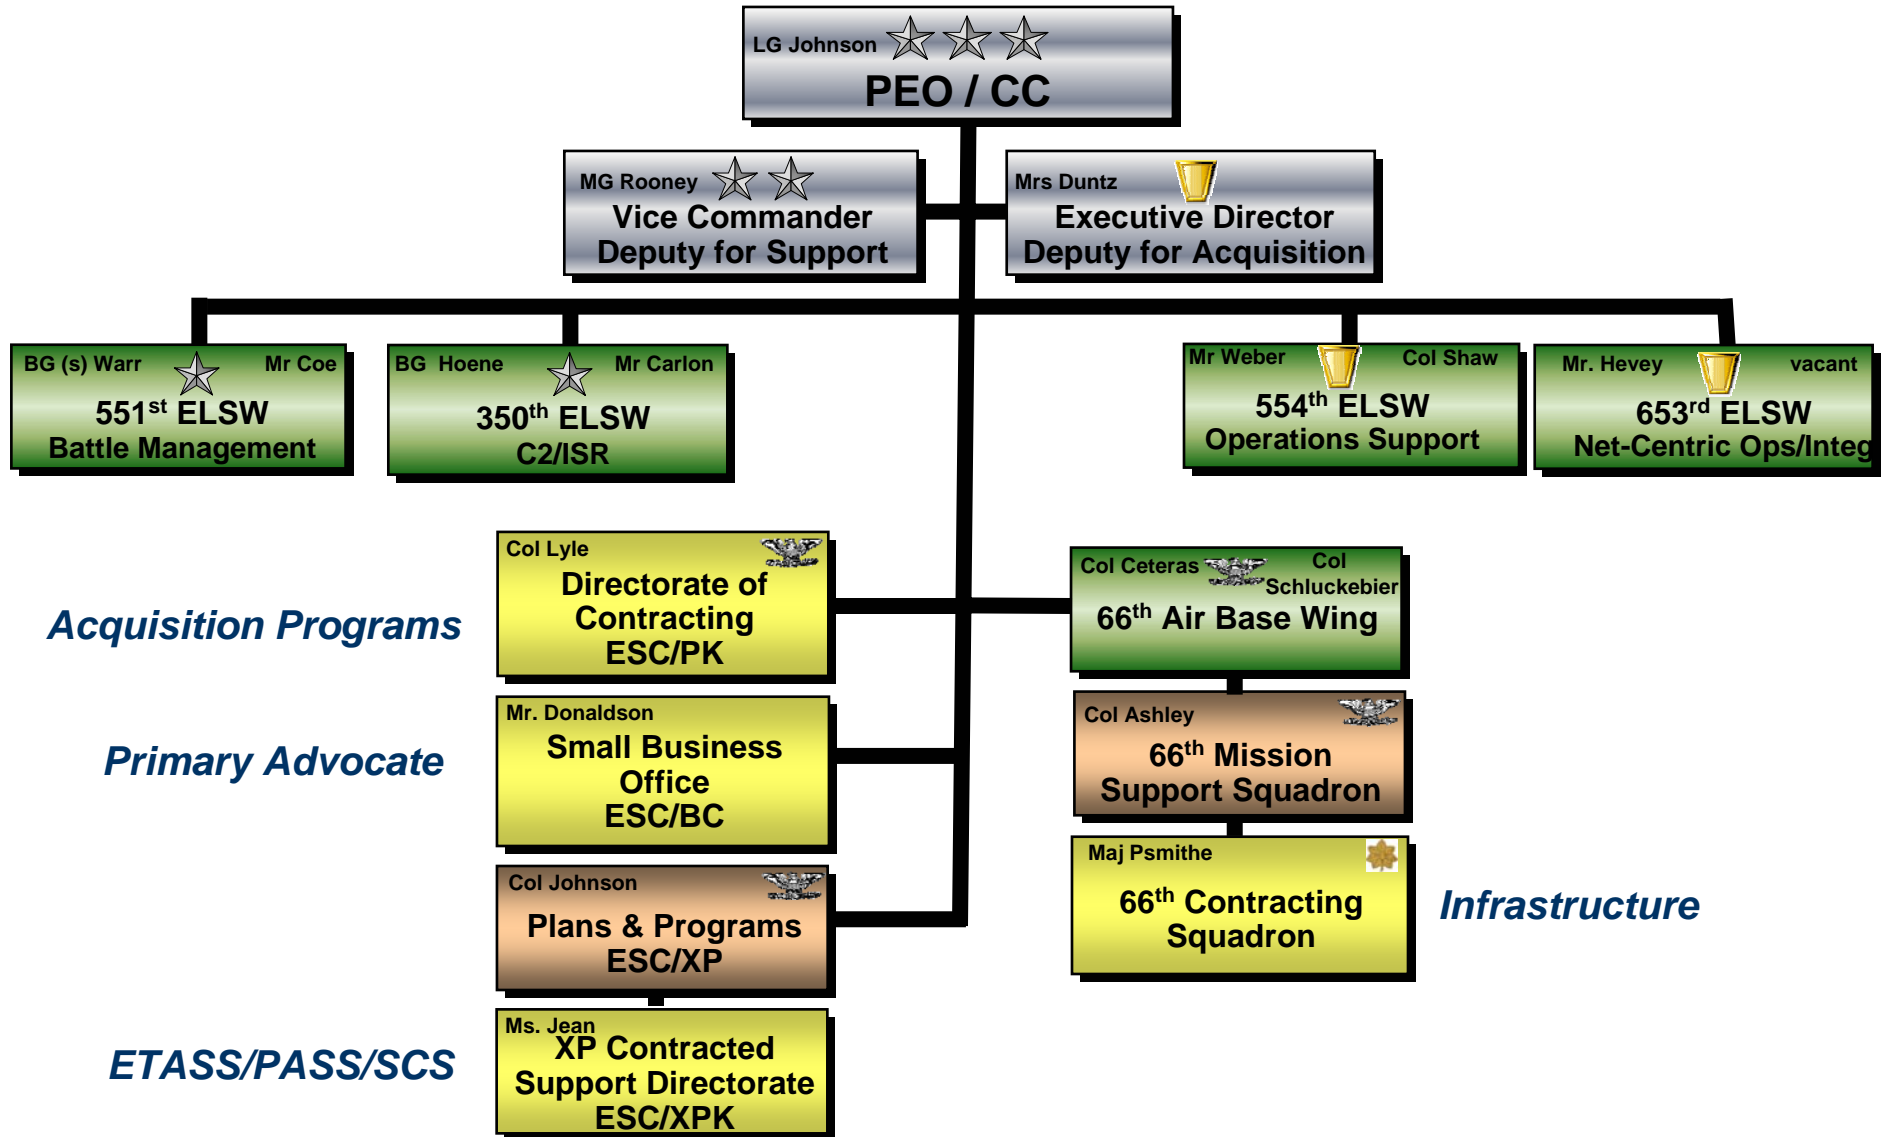 LG Johnson
PEO / CC
MG Rooney
Vice Commander
Deputy for Support
Mrs Duntz
Executive Director
Deputy for Acquisition
BG (s) Warr Mr Coe
551st ELSW
Battle Management
BG Hoene Mr Carlon
350th ELSW
C2/ISR
Mr Weber Col Shaw
554th ELSW
Operations Support
Mr. Hevey vacant
653rd ELSW
Net-Centric Ops/Integ
Acquisition Programs
Col Lyle
Directorate of
Contracting
ESC/PK
Col Ceteras Col
Schluckebier
66th Air Base Wing
Primary Advocate
Mr. Donaldson
Small Business
Office
ESC/BC
Col Ashley
66th Mission
Support Squadron
Col Johnson
Plans & Programs
ESC/XP
Maj Psmithe
66th Contracting
Squadron
Infrastructure
ETASS/PASS/SCS
Ms. Jean
XP Contracted
Support Directorate
ESC/XPK